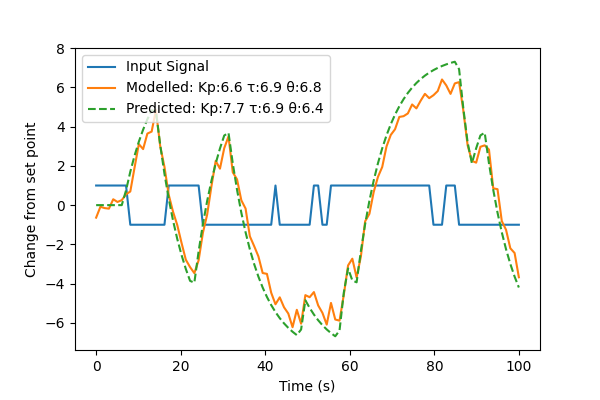 Input Signal
Modelled: Kp:6.6 τ:6.9 θ:6.8
Predicted: Kp:7.7 τ:6.9 θ:6.4
Change from set point
8
6
4
2
0
−2
−4
−6
0 20 40 60 80 100
Time (s)